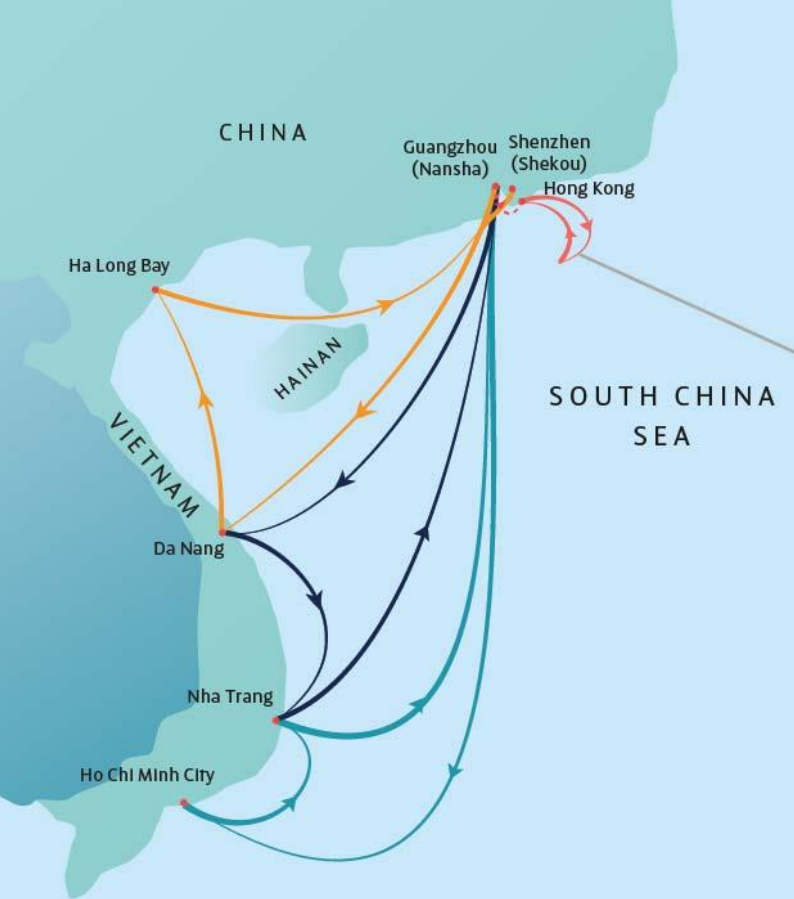 CHINA
Guangzhou
(Nansha)
Shenzhen
(Shekou)
Hong Kong
Ha Long Bay
HAINAN
SOUTH CHINA
SEA
VIETNAM
Da Nang
Nha Trang
Ho Chi Minh City